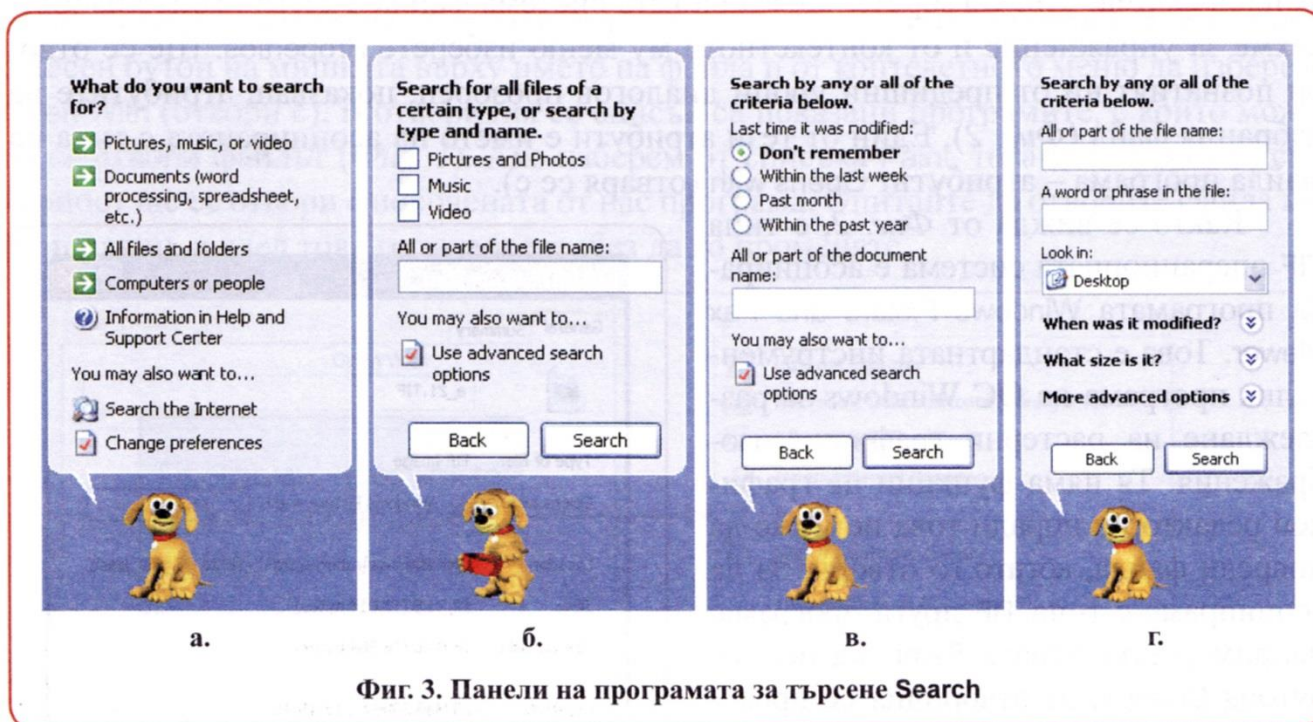 What do you want to search
for?
Pictures, music, or video
Documents (word
processing, spreadsheet,
etc.)
All files and folders
Computers or people
Information in Help and
Support Center
You may also want to...
Search the Internet
Change preferences
а.
Search for all files of a
certain type, or search by
type and name.
Pictures and Photos
Music
Video
All or part of the file name:
You may also want to...
Use advanced search
options
Back
Search
б.
Search by any or all of the
criteria below.
Last time it was modified:
Don't remember
Within the last week
Past month
Within the past year
All or part of the document
name:
You may also want to...
Use advanced search
options
Back
Search
в.
Search by any or all of the
criteria below.
All or part of the file name:
A word or phrase in the file:
Look in:
Desktop
When was it modified?
What size is it?
More advanced options
Back
Search
г.
Фиг. 3. Панели на програмата за търсене Search